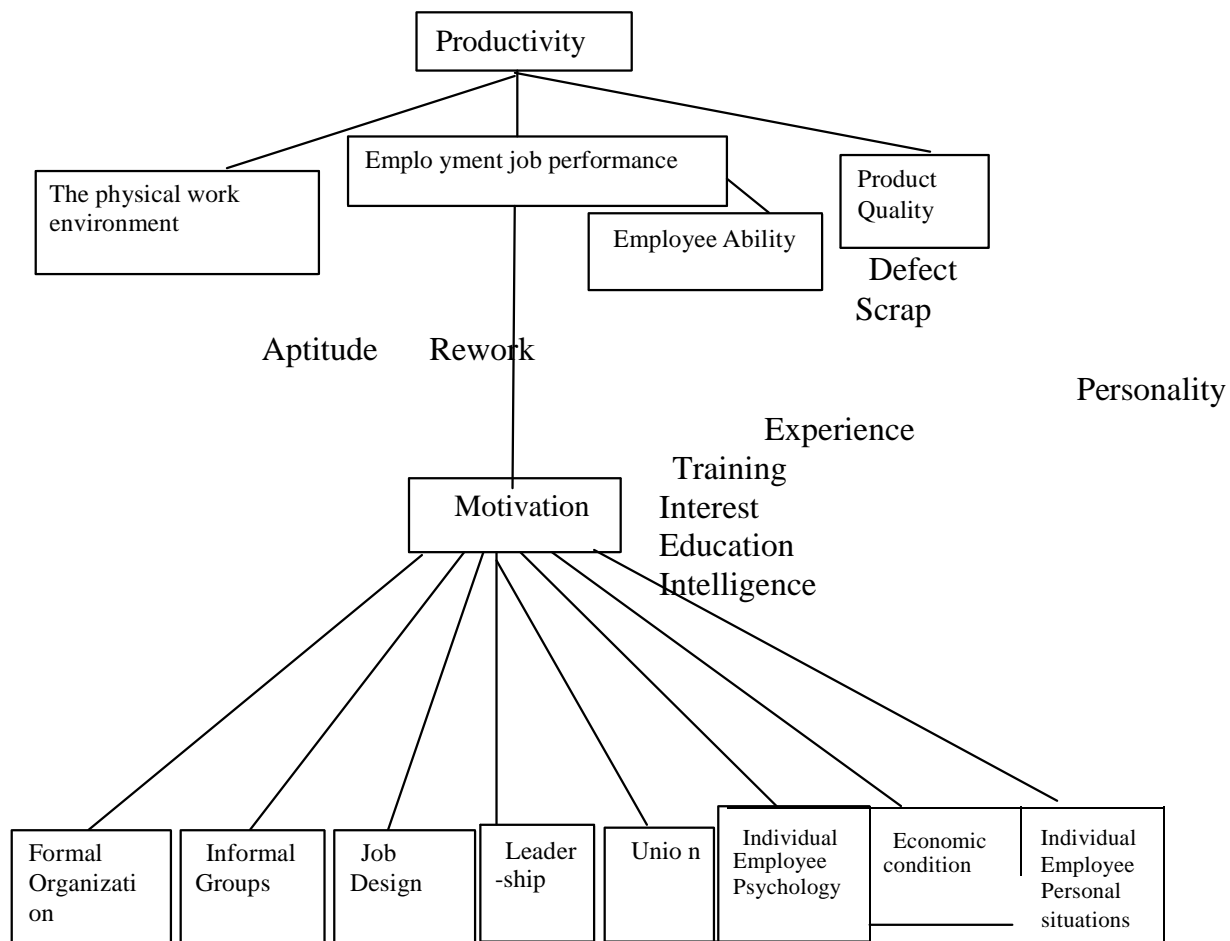 Productivity
Emplo yment job performance
The physical work
environment
Product
Quality
Employee Ability
Defect
Scrap
Aptitude Rework
Personality
Experience
Training
Motivation
Interest
Education
Intelligence
Formal
Organizati
on
Informal
Groups
Job
Design
Leader
-ship
Unio n
Individual
Employee
Psychology
Economic
condition
Individual
Employee
Personal
situations